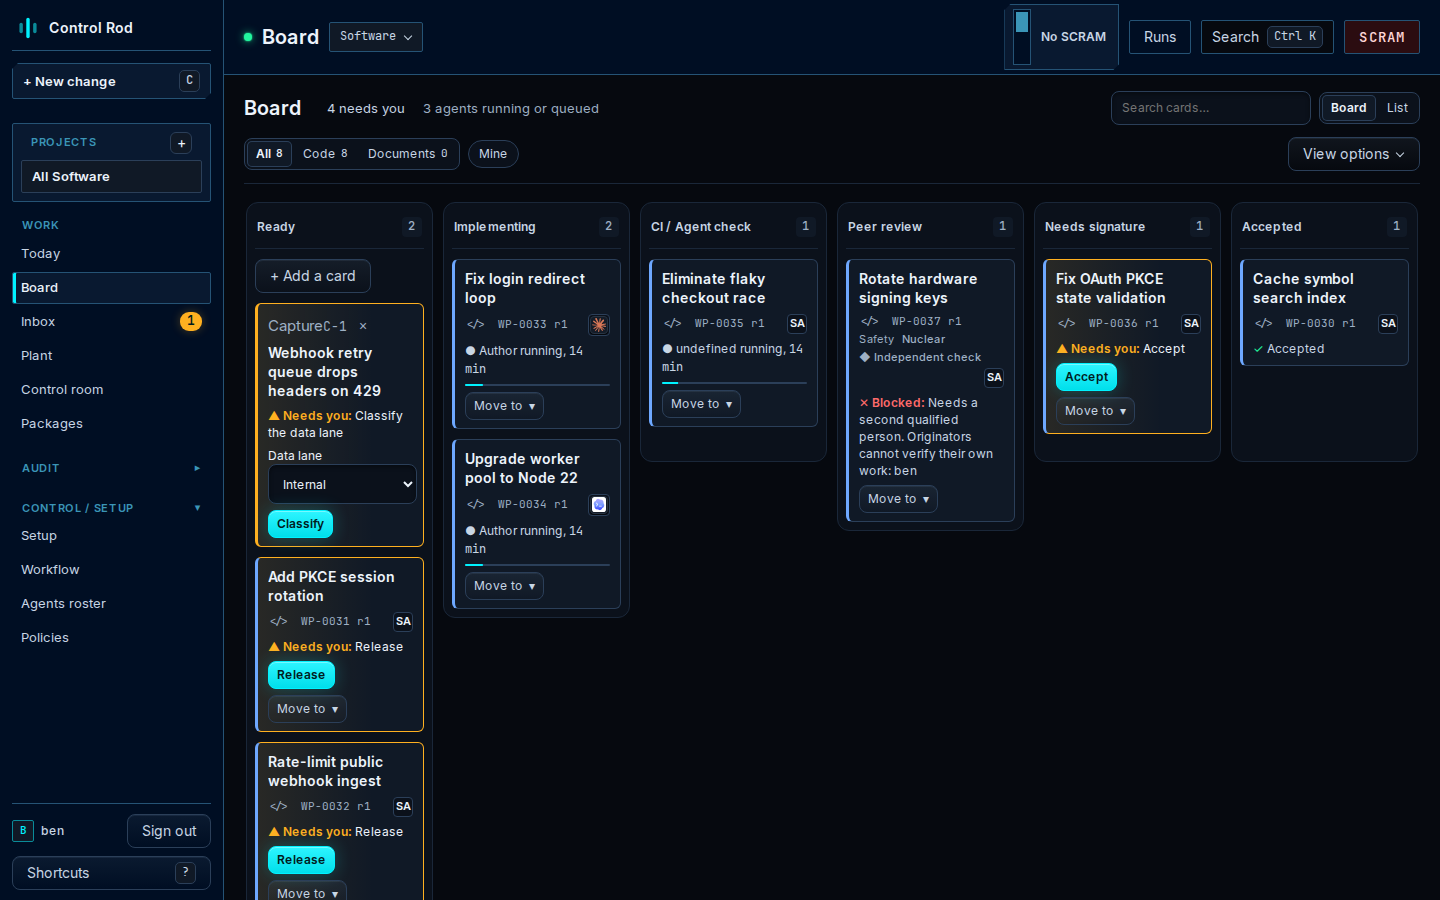 Control Rod
+ New change C
PROJECTS +
All Software
WORK
Today
Board
Inbox 1
Plant
Control room
Packages
AUDIT ▸
CONTROL / SETUP ▾
Setup
Workflow
Agents roster
Policies
B ben Sign out
Shortcuts ?
Board Software
No SCRAM
Runs
Search Ctrl K
SCRAM
Board 4 needs you 3 agents running or queued
Search cards...
Board List
All 8 Code 8 Documents 0 Mine
View options
Ready 2
+ Add a card
CaptureC-1 ×
Webhook retry
queue drops
headers on 429
▲ Needs you: Classify
the data lane
Data lane
Internal
Classify
Add PKCE session
rotation
</> WP-0031 r1 SA
▲ Needs you: Release
Release
Move to ▾
Rate-limit public
webhook ingest
</> WP-0032 r1 SA
▲ Needs you: Release
Release
Move to ▾
Implementing 2
Fix login redirect
loop
</> WP-0033 r1
● Author running, 14
min
Move to ▾
Upgrade worker
pool to Node 22
</> WP-0034 r1
● Author running, 14
min
Move to ▾
CI / Agent check 1
Eliminate flaky
checkout race
</> WP-0035 r1 SA
● undefined running, 14
min
Move to ▾
Peer review 1
Rotate hardware
signing keys
</> WP-0037 r1
Safety Nuclear
◆ Independent check
SA
✕ Blocked: Needs a
second qualified
person. Originators
cannot verify their own
work: ben
Move to ▾
Needs signature 1
Fix OAuth PKCE
state validation
</> WP-0036 r1 SA
▲ Needs you: Accept
Accept
Move to ▾
Accepted 1
Cache symbol
search index
</> WP-0030 r1 SA
✓ Accepted